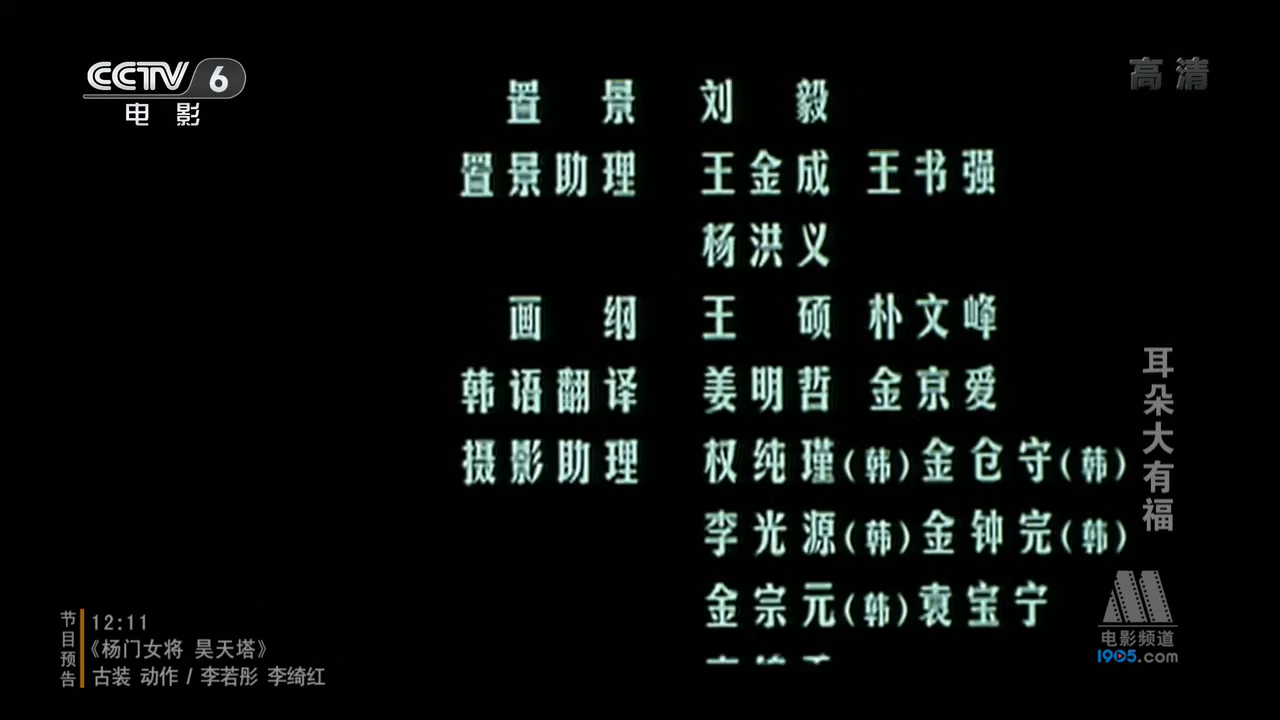 CCTV 6
电影
高清
置景 刘毅
置景助理 王金成 王书强
杨洪义
画纲 王硕 朴文峰
韩语翻译 姜明哲 金京爱
摄影助理 权纯瑾(韩)金仓守(韩)
李光源(韩)金钟完(韩)
金宗元(韩)袁宝宁
耳朵大有福
电影频道
1905.com
节目预告
12:11
《杨门女将 昊天塔》
古装 动作 / 李若彤 李绮红